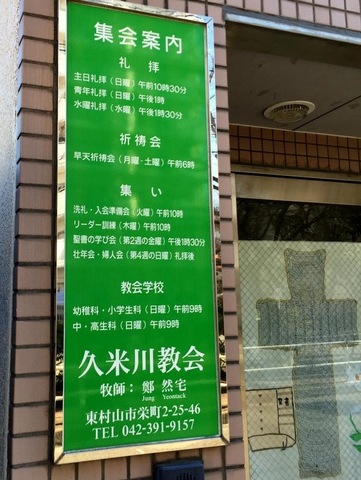 集会案内
礼 拝
主日礼拝(日曜)午前10時30分
青年礼拝(日曜)午後1時
水曜礼拝(水曜)午後1時30分
祈祷会
早天祈祷会(月曜-土曜)午前6時
集 い
洗礼・入会準備会(火曜)午前10時
リーダー訓練(木曜)午前10時
聖書の学び会(第2週の金曜)午後1時30分
壮年会・婦人会(第4週の日曜)礼拝後
教会学校
幼稚科・小学生科(日曜)午前9時
中・高生科(日曜)午前9時
久米川教会
牧師:鄭 然宅
Jung Yeontack
東村山市栄町2-25-46
TEL 042-391-9157